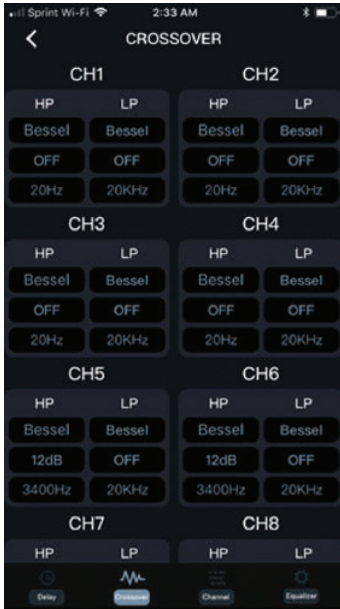 Sprint Wi-Fi 2:33 AM
CROSSOVER
CH1 CH2
HP LP HP LP
Bessel Bessel Bessel Bessel
OFF OFF OFF OFF
20Hz 20KHz 20Hz 20KHz
CH3 CH4
HP LP HP LP
Bessel Bessel Bessel Bessel
OFF OFF OFF OFF
20Hz 20KHz 20Hz 20KHz
CH5 CH6
HP LP HP LP
Bessel Bessel Bessel Bessel
12dB OFF 12dB OFF
3400Hz 20KHz 3400Hz 20KHz
CH7 CH8
HP LP HP LP
Delay Crossover Channel Equalizer